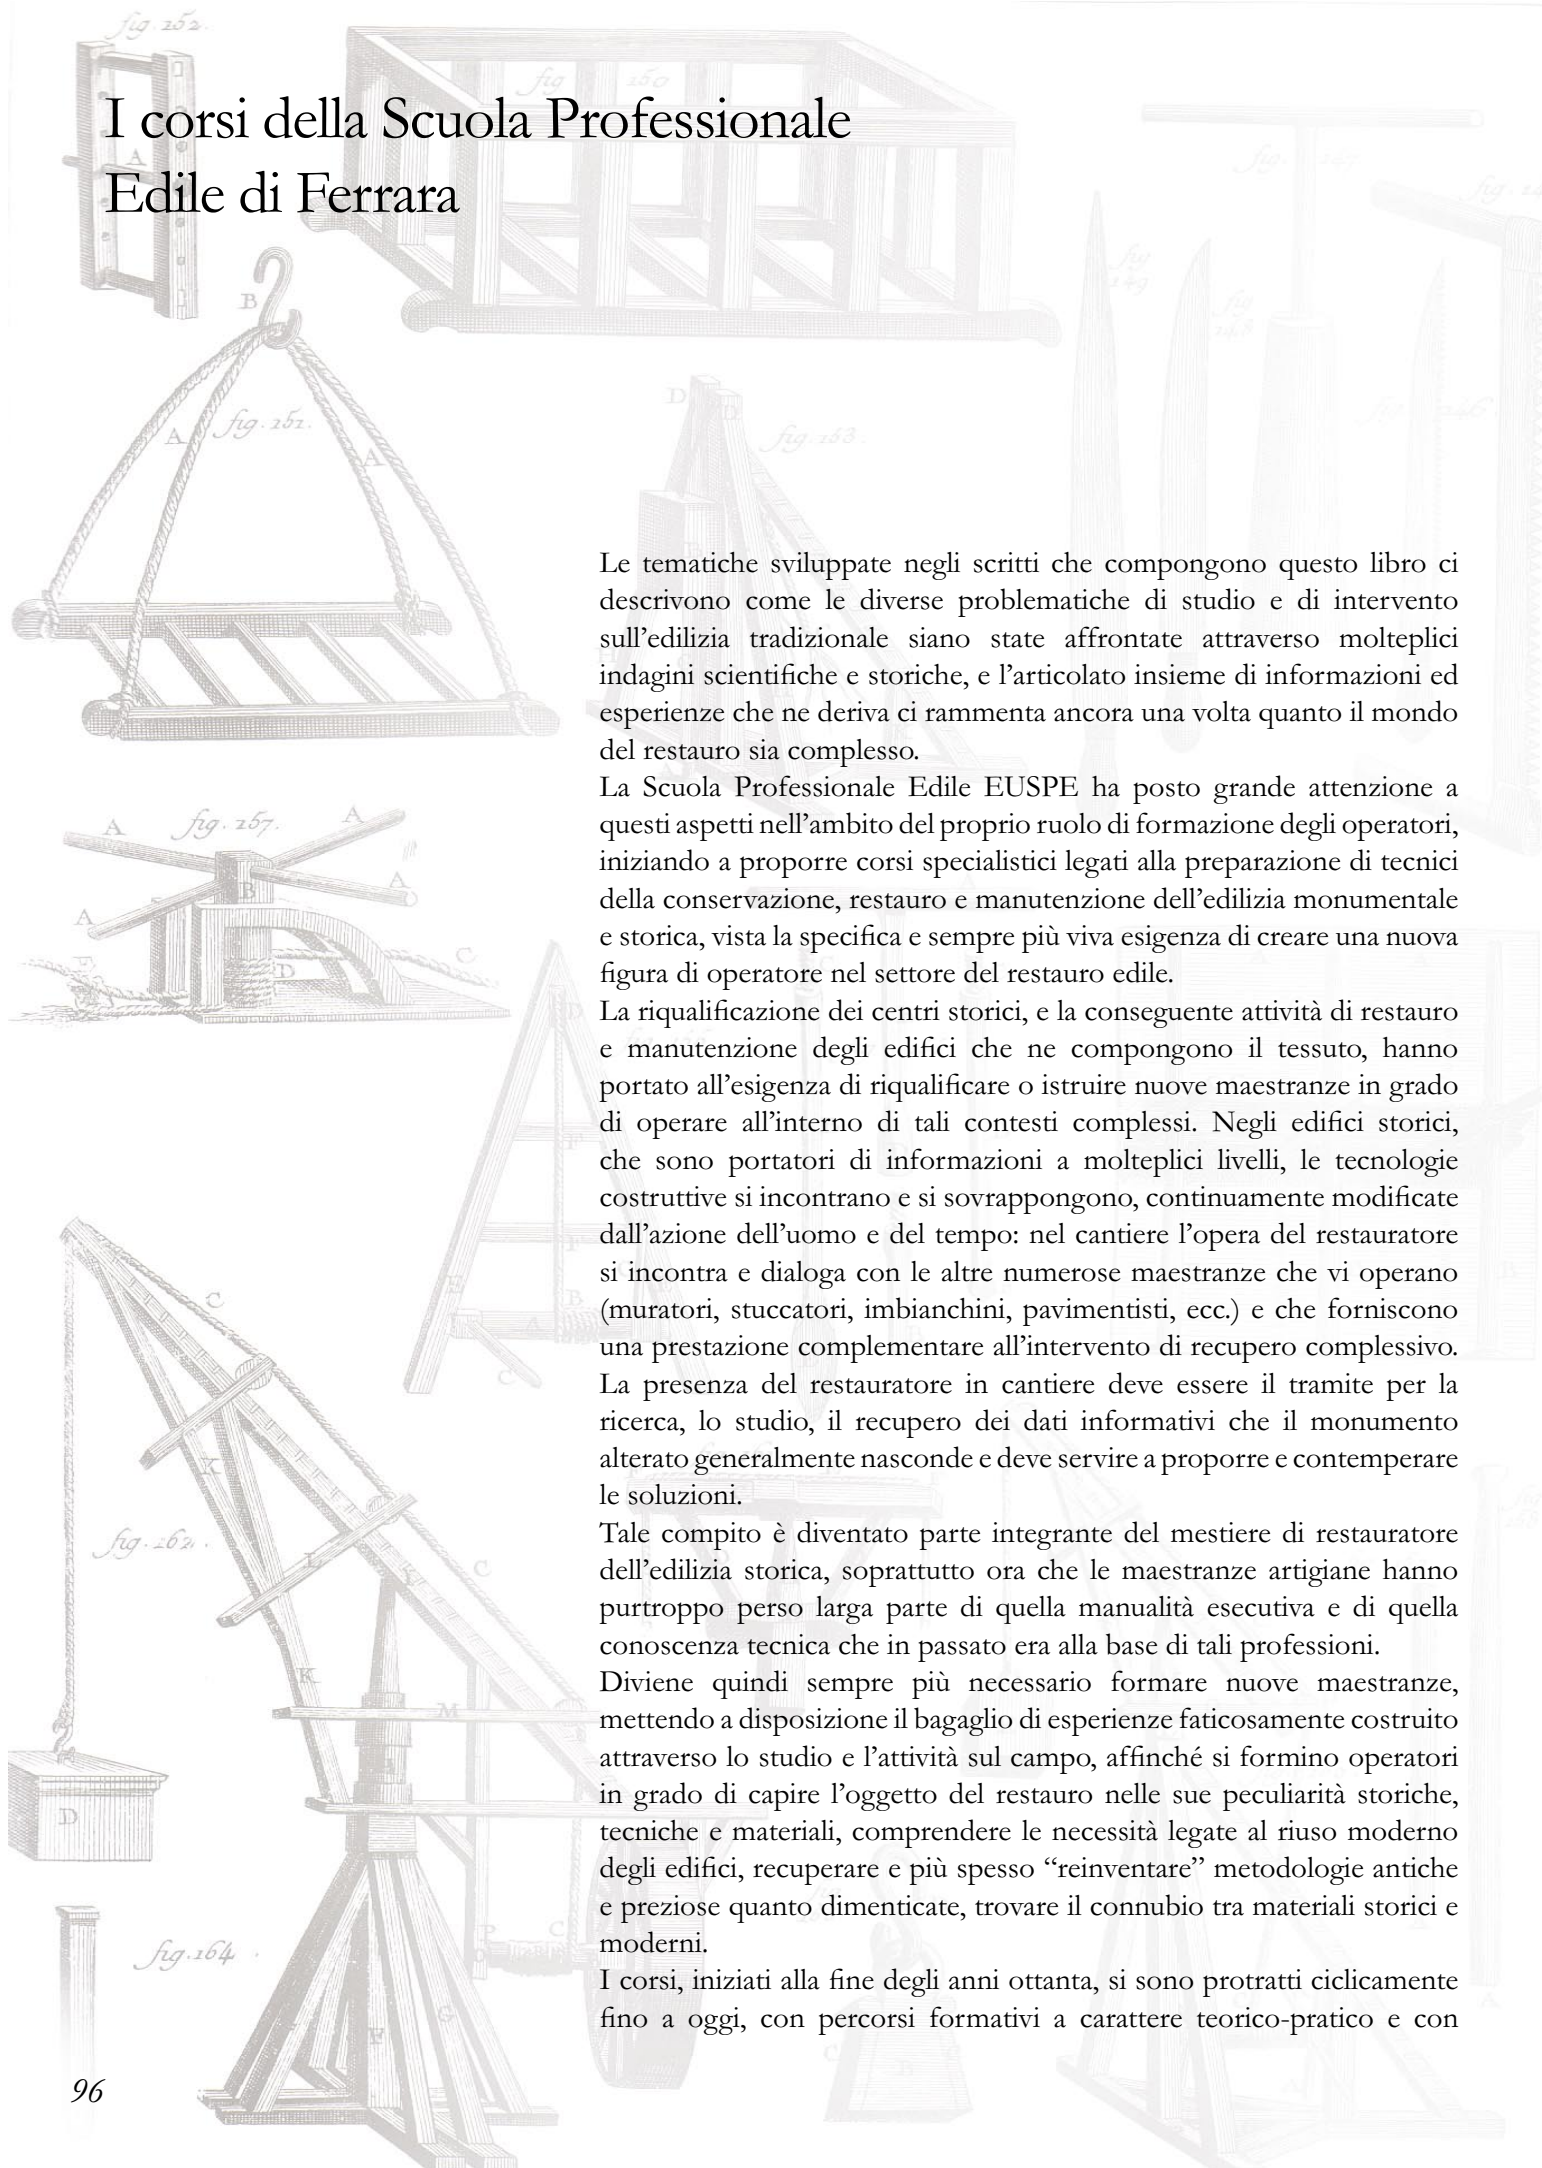 I corsi della Scuola Professionale
Edile di Ferrara
fig. 152.
fig 150
fig. 151.
fig. 163.
fig 149
fig. 157.
fig. 162.
fig. 164
A
B
A
A
D
D
A
A
A
A
B
D
C
C
K
L
C
K
M
D
F
G
Le tematiche sviluppate negli scritti che compongono questo libro ci
descrivono come le diverse problematiche di studio e di intervento
sull’edilizia tradizionale siano state affrontate attraverso molteplici
indagini scientifiche e storiche, e l’articolato insieme di informazioni ed
esperienze che ne deriva ci rammenta ancora una volta quanto il mondo
del restauro sia complesso.
La Scuola Professionale Edile EUSPE ha posto grande attenzione a
questi aspetti nell’ambito del proprio ruolo di formazione degli operatori,
iniziando a proporre corsi specialistici legati alla preparazione di tecnici
della conservazione, restauro e manutenzione dell’edilizia monumentale
e storica, vista la specifica e sempre più viva esigenza di creare una nuova
figura di operatore nel settore del restauro edile.
La riqualificazione dei centri storici, e la conseguente attività di restauro
e manutenzione degli edifici che ne compongono il tessuto, hanno
portato all’esigenza di riqualificare o istruire nuove maestranze in grado
di operare all’interno di tali contesti complessi. Negli edifici storici,
che sono portatori di informazioni a molteplici livelli, le tecnologie
costruttive si incontrano e si sovrappongono, continuamente modificate
dall’azione dell’uomo e del tempo: nel cantiere l’opera del restauratore
si incontra e dialoga con le altre numerose maestranze che vi operano
(muratori, stuccatori, imbianchini, pavimentisti, ecc.) e che forniscono
una prestazione complementare all’intervento di recupero complessivo.
La presenza del restauratore in cantiere deve essere il tramite per la
ricerca, lo studio, il recupero dei dati informativi che il monumento
alterato generalmente nasconde e deve servire a proporre e contemperare
le soluzioni.
Tale compito è diventato parte integrante del mestiere di restauratore
dell’edilizia storica, soprattutto ora che le maestranze artigiane hanno
purtroppo perso larga parte di quella manualità esecutiva e di quella
conoscenza tecnica che in passato era alla base di tali professioni.
Diviene quindi sempre più necessario formare nuove maestranze,
mettendo a disposizione il bagaglio di esperienze faticosamente costruito
attraverso lo studio e l’attività sul campo, affinché si formino operatori
in grado di capire l’oggetto del restauro nelle sue peculiarità storiche,
tecniche e materiali, comprendere le necessità legate al riuso moderno
degli edifici, recuperare e più spesso “reinventare” metodologie antiche
e preziose quanto dimenticate, trovare il connubio tra materiali storici e
moderni.
I corsi, iniziati alla fine degli anni ottanta, si sono protratti ciclicamente
fino a oggi, con percorsi formativi a carattere teorico-pratico e con
96